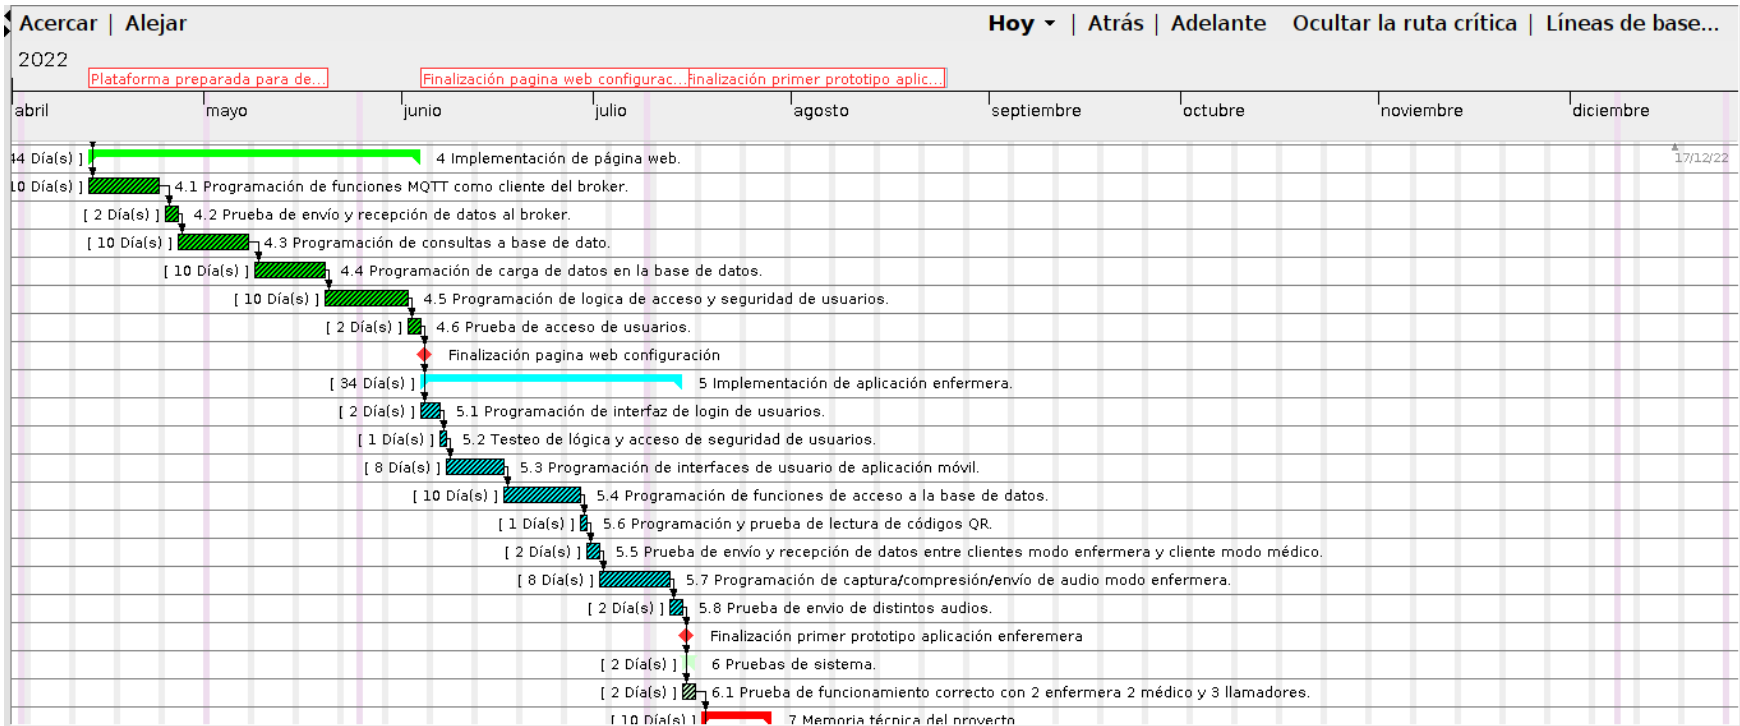 Acercar | Alejar
Hoy | Atrás | Adelante Ocultar la ruta crítica | Líneas de base...
2022
Plataforma preparada para de...
Finalización pagina web configurac...
Finalización primer prototipo aplic...
abril mayo junio julio agosto septiembre octubre noviembre diciembre
44 Día(s) ] 4 Implementación de página web.
17/12/22
10 Día(s) ] 4.1 Programación de funciones MQTT como cliente del broker.
[ 2 Día(s) ] 4.2 Prueba de envío y recepción de datos al broker.
[ 10 Día(s) ] 4.3 Programación de consultas a base de dato.
[ 10 Día(s) ] 4.4 Programación de carga de datos en la base de datos.
[ 10 Día(s) ] 4.5 Programación de logica de acceso y seguridad de usuarios.
[ 2 Día(s) ] 4.6 Prueba de acceso de usuarios.
Finalización pagina web configuración
[ 34 Día(s) ] 5 Implementación de aplicación enfermera.
[ 2 Día(s) ] 5.1 Programación de interfaz de login de usuarios.
[ 1 Día(s) ] 5.2 Testeo de lógica y acceso de seguridad de usuarios.
[ 8 Día(s) ] 5.3 Programación de interfaces de usuario de aplicación móvil.
[ 10 Día(s) ] 5.4 Programación de funciones de acceso a la base de datos.
[ 1 Día(s) ] 5.6 Programación y prueba de lectura de códigos QR.
[ 2 Día(s) ] 5.5 Prueba de envío y recepción de datos entre clientes modo enfermera y cliente modo médico.
[ 8 Día(s) ] 5.7 Programación de captura/compresión/envío de audio modo enfermera.
[ 2 Día(s) ] 5.8 Prueba de envio de distintos audios.
Finalización primer prototipo aplicación enferemera
[ 2 Día(s) ] 6 Pruebas de sistema.
[ 2 Día(s) ] 6.1 Prueba de funcionamiento correcto con 2 enfermera 2 médico y 3 llamadores.
[ 10 Día(s) ] 7 Memoria técnica del proyecto